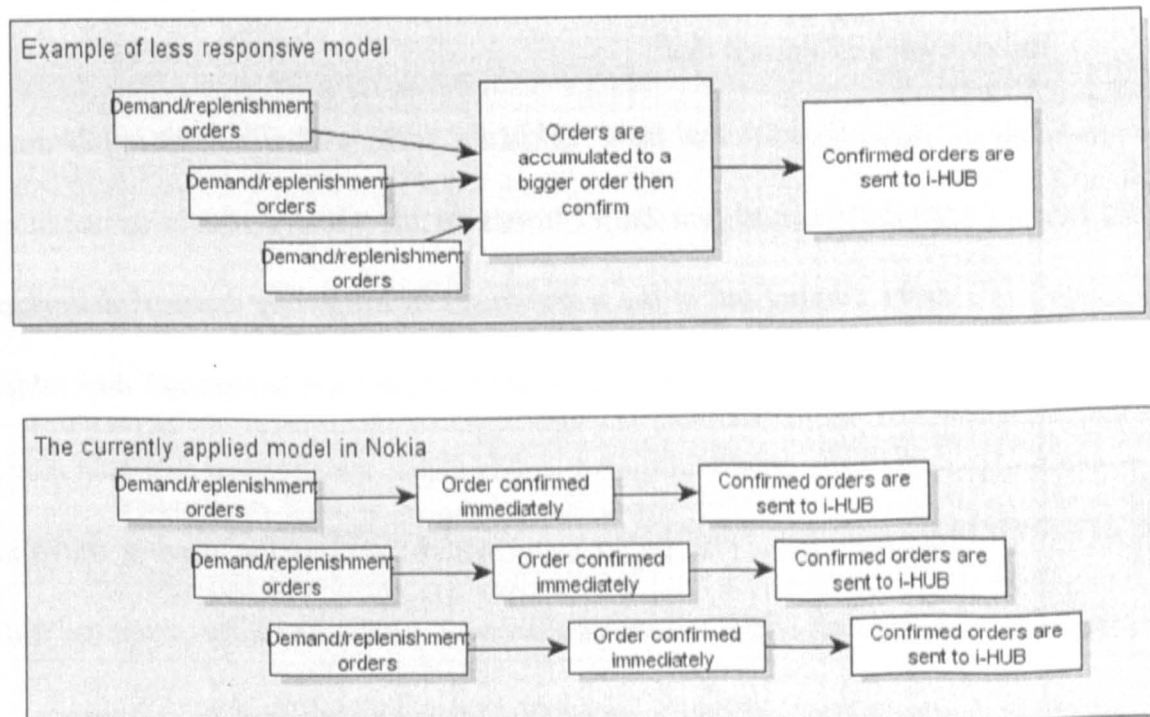 Example of less responsive model
Demand/replenishment
orders
Demand/replenishment
orders
Demand/replenishment
orders
Orders are
accumulated to a
bigger order then
confirm
Confirmed orders are
sent to i-HUB
The currently applied model in Nokia
Demand/replenishment
orders
Order confirmed
immediately
Confirmed orders are
sent to i-HUB
Demand/replenishment
orders
Order confirmed
immediately
Confirmed orders are
sent to i-HUB
Demand/replenishment
orders
Order confirmed
immediately
Confirmed orders are
sent to i-HUB